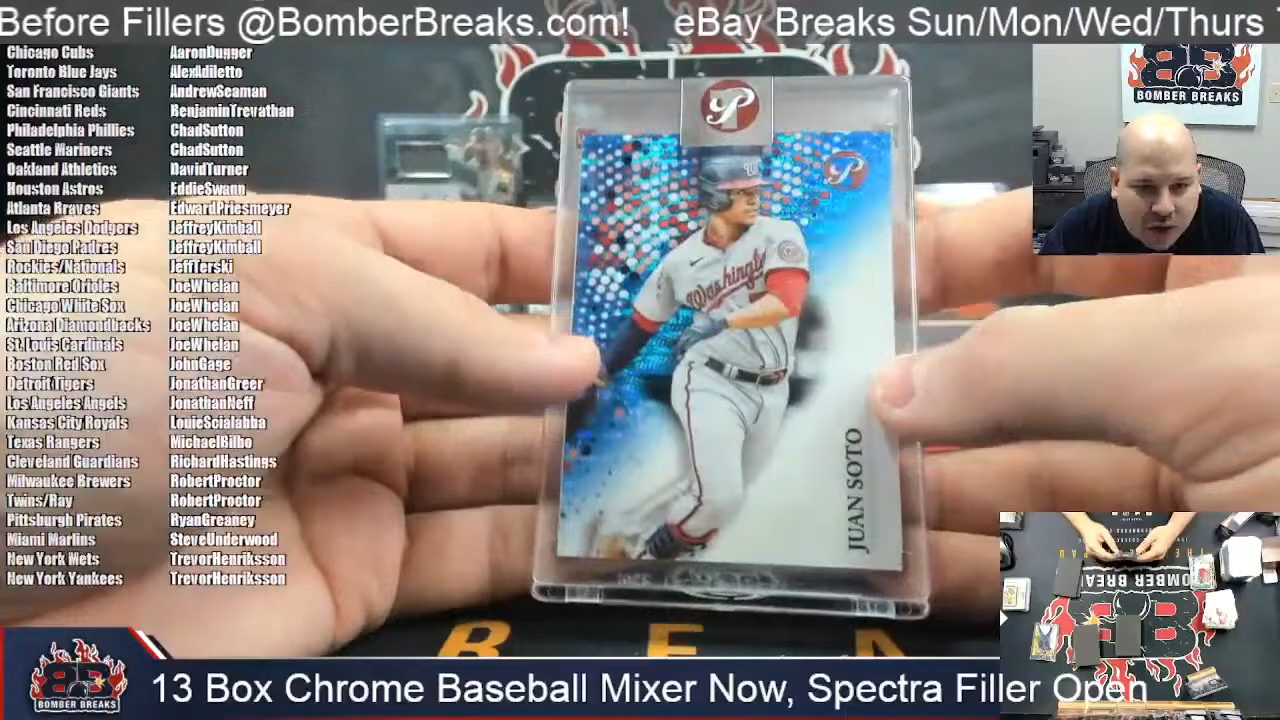 Before Fillers @BomberBreaks.com! eBay Breaks Sun/Mon/Wed/Thurs
Chicago Cubs AaronDugger
Toronto Blue Jays AlexAdiletto
San Francisco Giants AndrewSeaman
Cincinnati Reds BenjaminTrevathan
Philadelphia Phillies ChadSutton
Seattle Mariners ChadSutton
Oakland Athletics DavidTurner
Houston Astros EddieSwann
Atlanta Braves EdwardPriesmeyer
Los Angeles Dodgers JeffreyKimball
San Diego Padres JeffreyKimball
Rockies/Nationals JeffTerski
Baltimore Orioles JoeWhelan
Chicago White Sox JoeWhelan
Arizona Diamondbacks JoeWhelan
St. Louis Cardinals JoeWhelan
Boston Red Sox JohnGage
Detroit Tigers JonathanGreer
Los Angeles Angels JonathanNeff
Kansas City Royals LouieScialabba
Texas Rangers MichaelBilbo
Cleveland Guardians RichardHastings
Milwaukee Brewers RobertProctor
Twins/Ray RobertProctor
Pittsburgh Pirates RyanGreaney
Miami Marlins SteveUnderwood
New York Mets TrevorHenriksson
New York Yankees TrevorHenriksson
BOMBER BREAKS
P
P
W
Washington
JUAN SOTO
BOMBER BREA
B
BOMBER BREAKS
13 Box Chrome Baseball Mixer Now, Spectra Filler Open